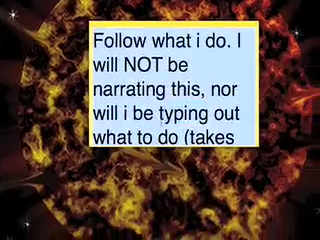 Follow what i do. I
will NOT be
narrating this, nor
will i be typing out
what to do (takes